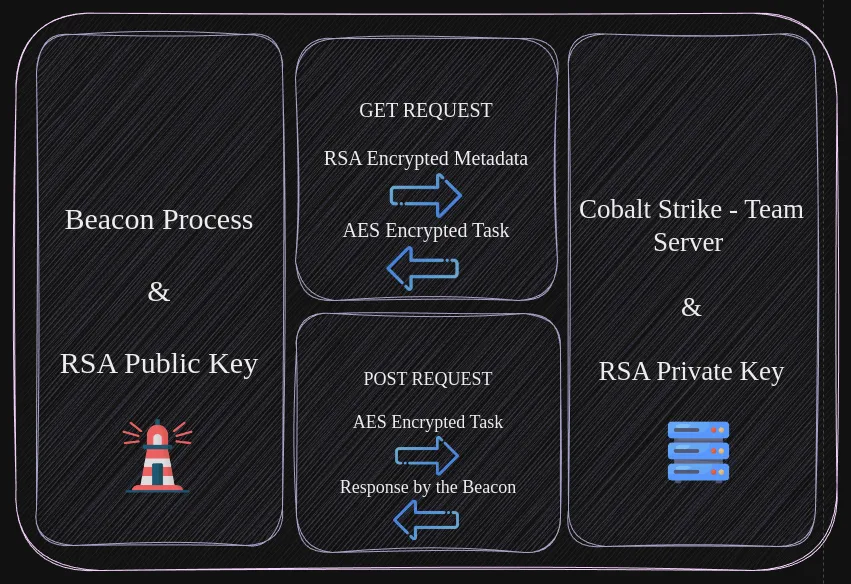 Beacon Process
&
RSA Public Key
GET REQUEST
RSA Encrypted Metadata
AES Encrypted Task
POST REQUEST
AES Encrypted Task
Response by the Beacon
Cobalt Strike - Team
Server
&
RSA Private Key